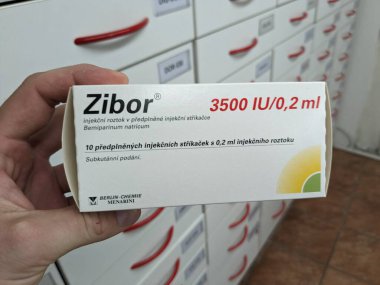 Zibor®
3500 IU/0,2 ml
injekční roztok v předplněné injekční stříkačce
Bemiparinum natricum
10 předplněných injekčních stříkaček s 0,2 ml injekčního roztoku
Subkutánní podání.
BERLIN-CHEMIE
MENARINI